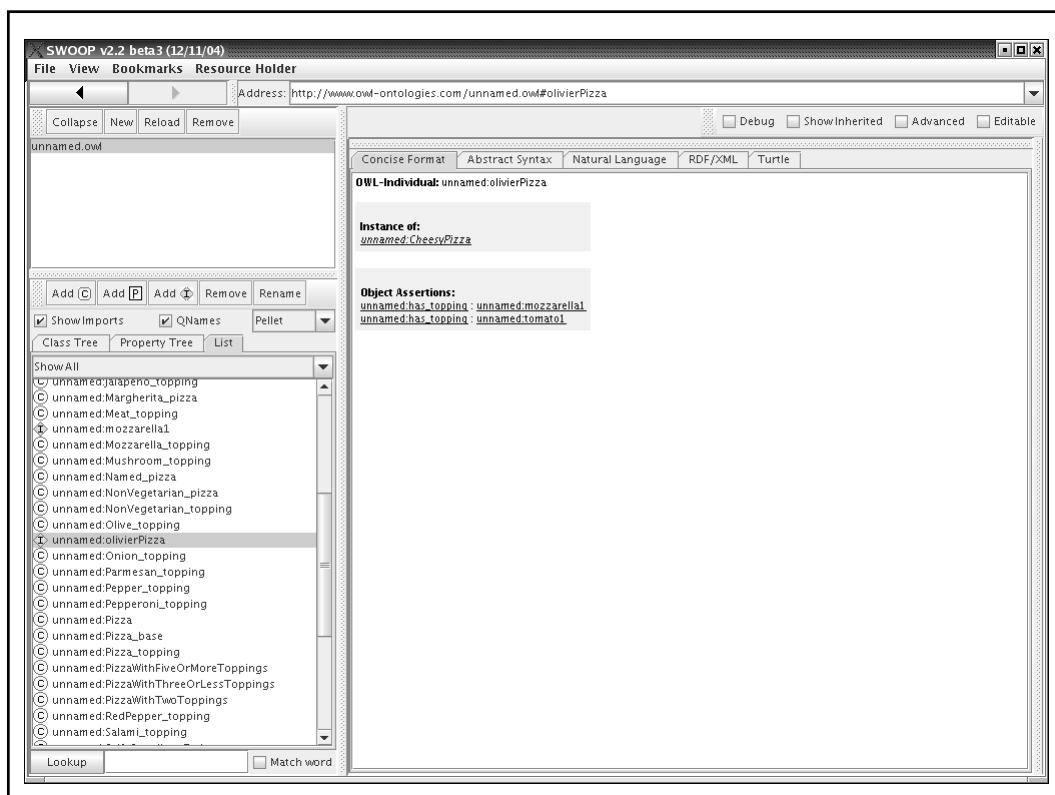 SWOOP v2.2 beta3 (12/11/04)
File View Bookmarks Resource Holder
Address: http://www.owl-ontologies.com/unnamed.owl#olivierPizza
Collapse New Reload Remove
Debug ShowInherited Advanced Editable
unnamed.owl
Concise Format Abstract Syntax Natural Language RDF/XML Turtle
OWL-Individual: unnamed:olivierPizza
Instance of:
unnamed:CheesyPizza
Object Assertions:
unnamed:has_topping : unnamed:mozzarella1
unnamed:has_topping : unnamed:tomato1
Add C Add P Add I Remove Rename
ShowImports QNames Pellet
Class Tree Property Tree List
Show All
C unnamed:Jalapeno_topping
C unnamed:Margherita_pizza
C unnamed:Meat_topping
I unnamed:mozzarella1
C unnamed:Mozzarella_topping
C unnamed:Mushroom_topping
C unnamed:Named_pizza
C unnamed:NonVegetarian_pizza
C unnamed:NonVegetarian_topping
C unnamed:Olive_topping
I unnamed:olivierPizza
C unnamed:Onion_topping
C unnamed:Parmesan_topping
C unnamed:Pepper_topping
C unnamed:Pepperoni_topping
C unnamed:Pizza
C unnamed:Pizza_base
C unnamed:Pizza_topping
C unnamed:PizzaWithFiveOrMoreToppings
C unnamed:PizzaWithThreeOrLessToppings
C unnamed:PizzaWithTwoToppings
C unnamed:RedPepper_topping
C unnamed:Salami_topping
Lookup Match word